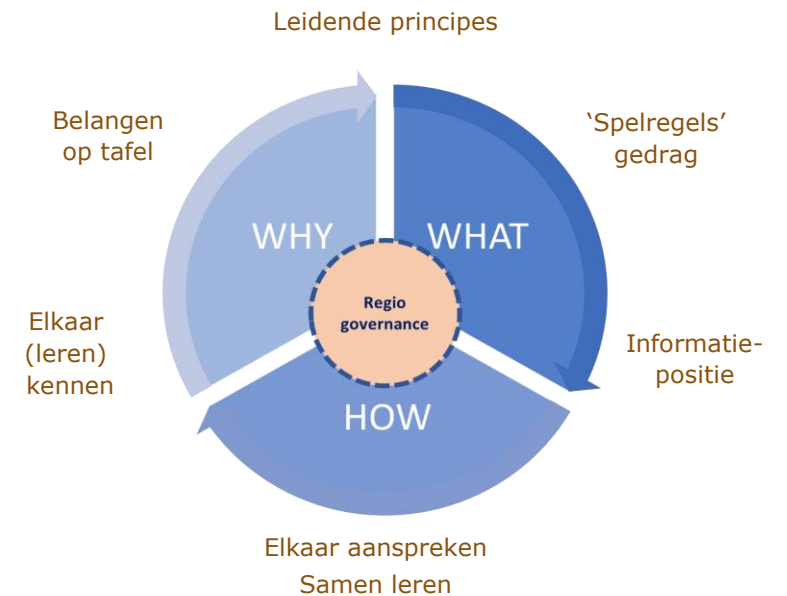 Leidende principes
Belangen
op tafel
‘Spelregels’
gedrag
WHY
WHAT
Regio
governance
Elkaar
(leren)
kennen
Informatie-
positie
HOW
Elkaar aanspreken
Samen leren